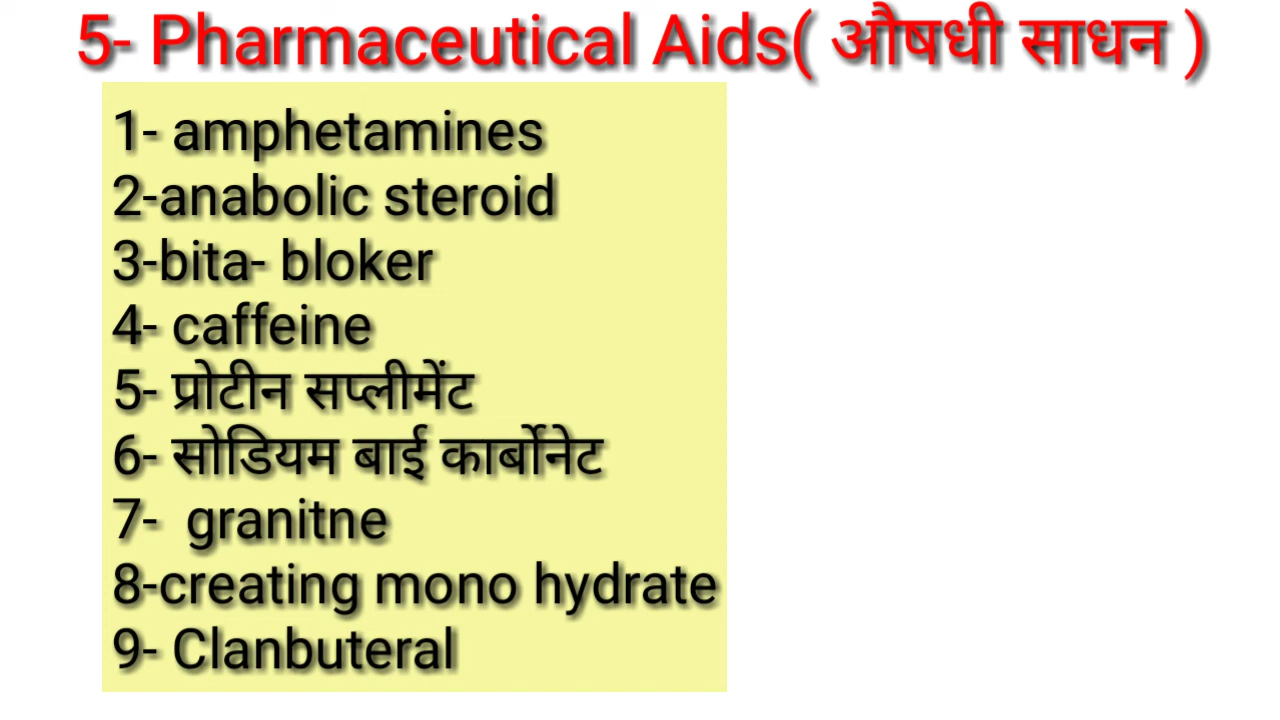 5- Pharmaceutical Aids( औषधी साधन )
1- amphetamines
2-anabolic steroid
3-bita- bloker
4- caffeine
5- प्रोटीन सप्लीमेंट
6- सोडियम बाई कार्बोनेट
7- granitne
8-creating mono hydrate
9- Clanbuteral